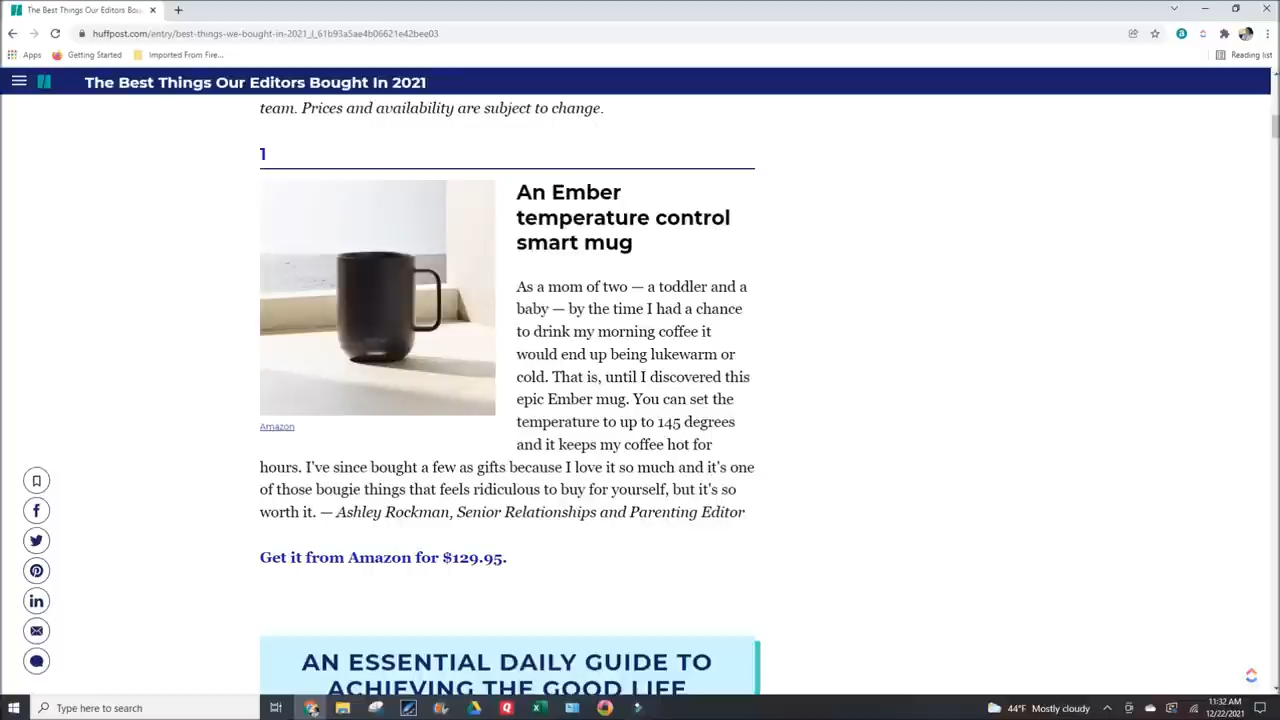 The Best Things Our Editors Bou
huffpost.com/entry/best-things-we-bought-in-2021_l_61b93a5ae4b06621e42bee03
Apps
Getting Started
Imported From Fire...
Reading list
The Best Things Our Editors Bought In 2021
team. Prices and availability are subject to change.
1
An Ember
temperature control
smart mug
As a mom of two — a toddler and a
baby — by the time I had a chance
to drink my morning coffee it
would end up being lukewarm or
cold. That is, until I discovered this
epic Ember mug. You can set the
temperature to up to 145 degrees
and it keeps my coffee hot for
Amazon
hours. I've since bought a few as gifts because I love it so much and it's one
of those bougie things that feels ridiculous to buy for yourself, but it's so
worth it. — Ashley Rockman, Senior Relationships and Parenting Editor
Get it from Amazon for $129.95.
AN ESSENTIAL DAILY GUIDE TO
ACHIEVING THE GOOD LIFE
Type here to search
44°F Mostly cloudy
11:32 AM
12/22/2021